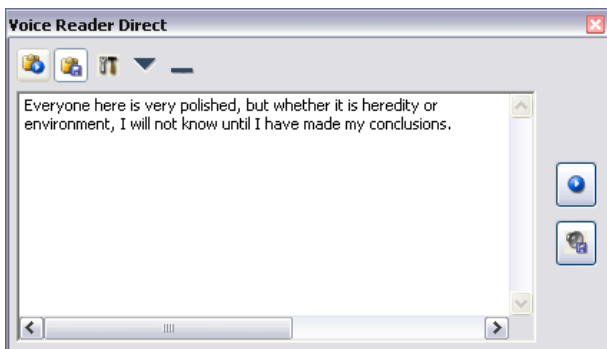 Voice Reader Direct
Everyone here is very polished, but whether it is heredity or
environment, I will not know until I have made my conclusions.